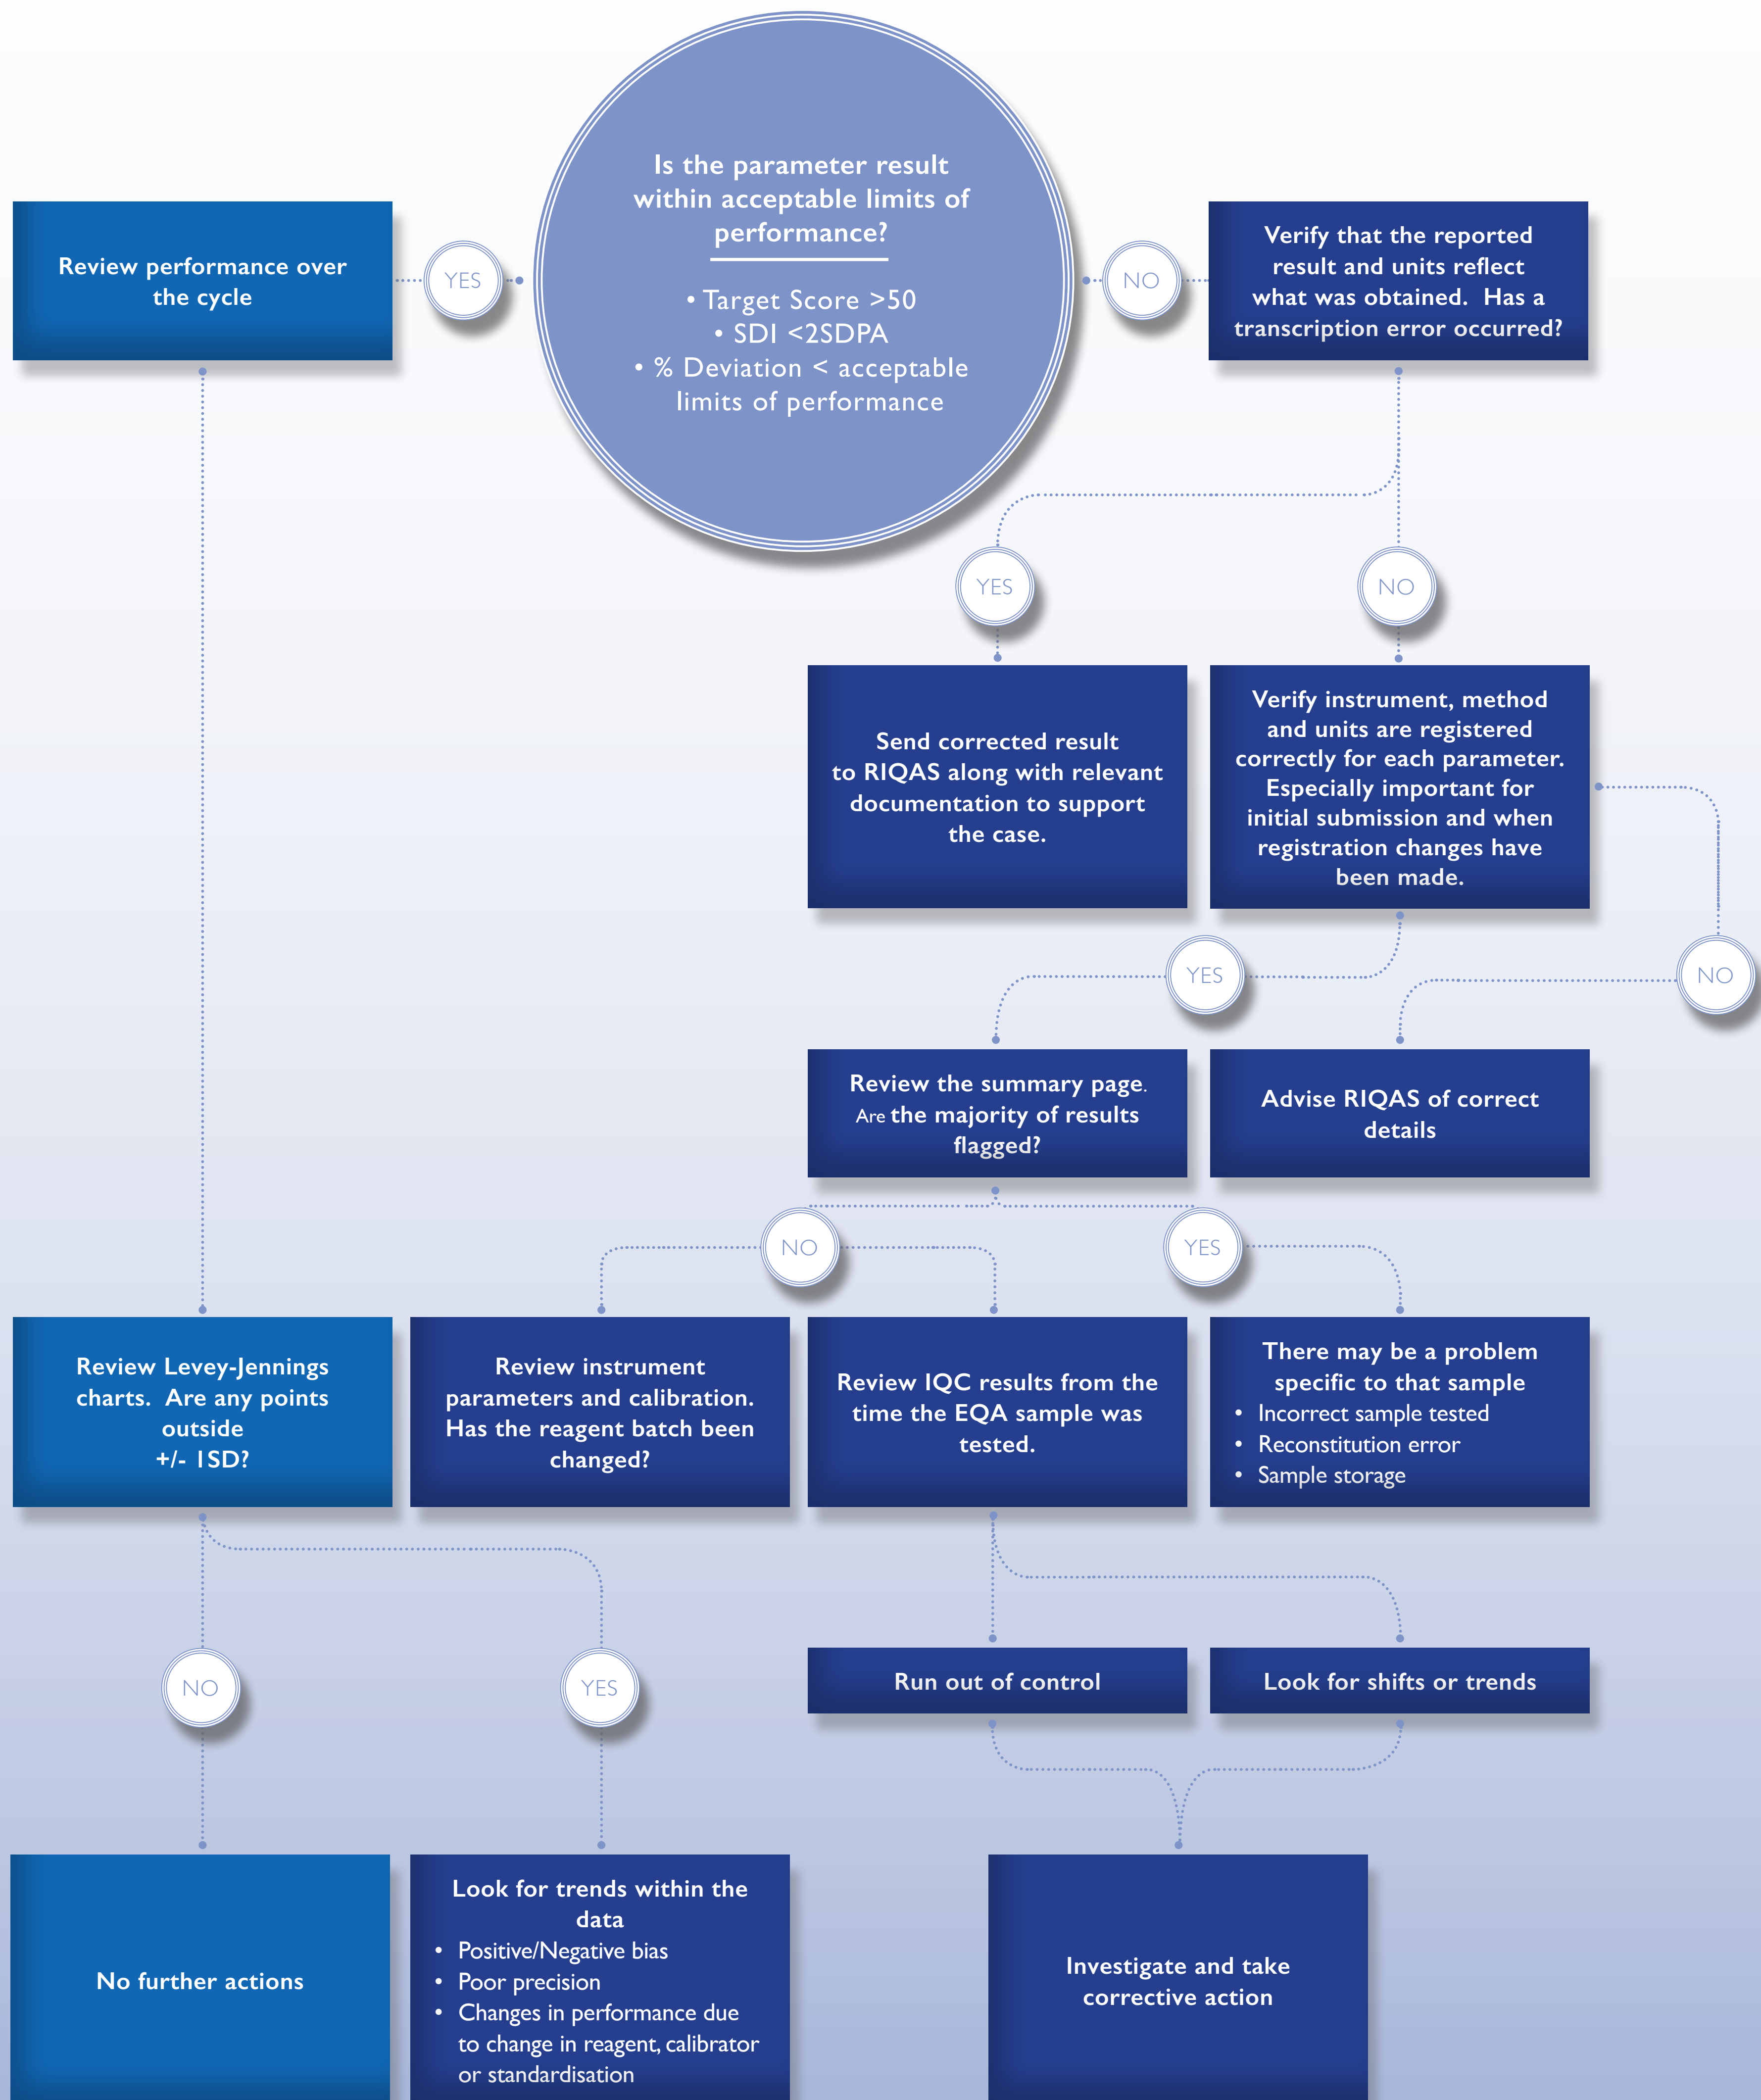 Is the parameter result
within acceptable limits of
performance?
• Target Score >50
• SDI <2SDPA
• % Deviation < acceptable
limits of performance
Review performance over
the cycle
YES
NO
Verify that the reported
result and units reflect
what was obtained. Has a
transcription error occurred?
YES
NO
Send corrected result
to RIQAS along with relevant
documentation to support
the case.
Verify instrument, method
and units are registered
correctly for each parameter.
Especially important for
initial submission and when
registration changes have
been made.
YES
NO
Review the summary page.
Are the majority of results
flagged?
Advise RIQAS of correct
details
NO
YES
Review Levey-Jennings
charts. Are any points
outside
+/- 1SD?
Review instrument
parameters and calibration.
Has the reagent batch been
changed?
Review IQC results from the
time the EQA sample was
tested.
There may be a problem
specific to that sample
• Incorrect sample tested
• Reconstitution error
• Sample storage
NO
YES
Run out of control
Look for shifts or trends
No further actions
Look for trends within the
data
• Positive/Negative bias
• Poor precision
• Changes in performance due
to change in reagent, calibrator
or standardisation
Investigate and take
corrective action